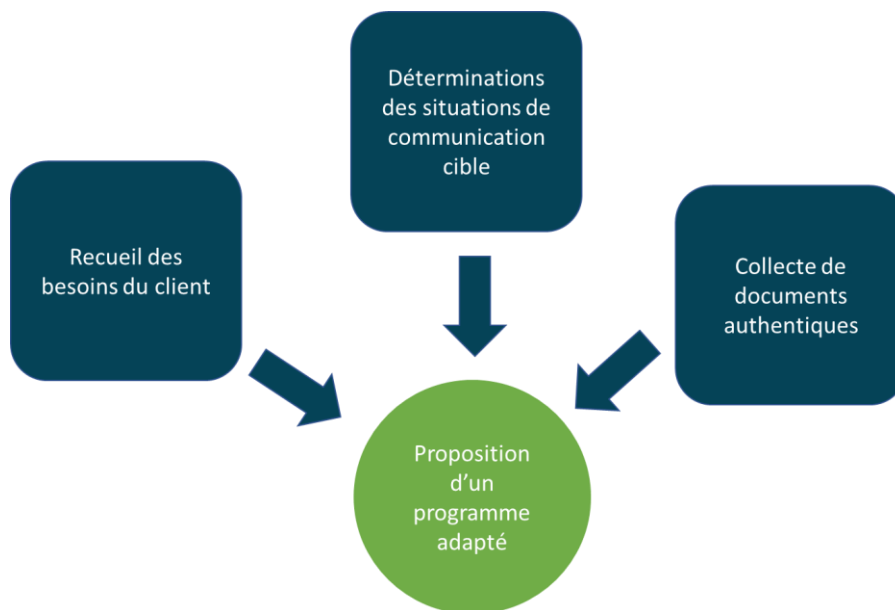 Déterminations
des situations de
communication
cible
Recueil des
besoins du client
Collecte de
documents
authentiques
Proposition
d'un
programme
adapté